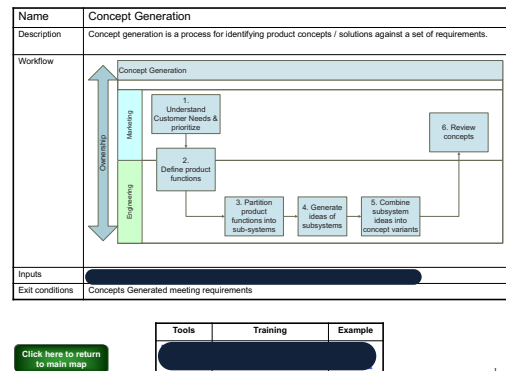 Name Concept Generation
Description Concept generation is a process for identifying product concepts / solutions against a set of requirements.
Workflow
Concept Generation
Ownership
Marketing
Engineering
1.
Understand
Customer Needs &
prioritize
2.
Define product
functions
3. Partition
product
functions into
sub-systems
4. Generate
ideas of
subsystems
5. Combine
subsystem
ideas into
concept variants
6. Review
concepts
Inputs
Exit conditions Concepts Generated meeting requirements
Tools Training Example
Click here to return
to main map
1